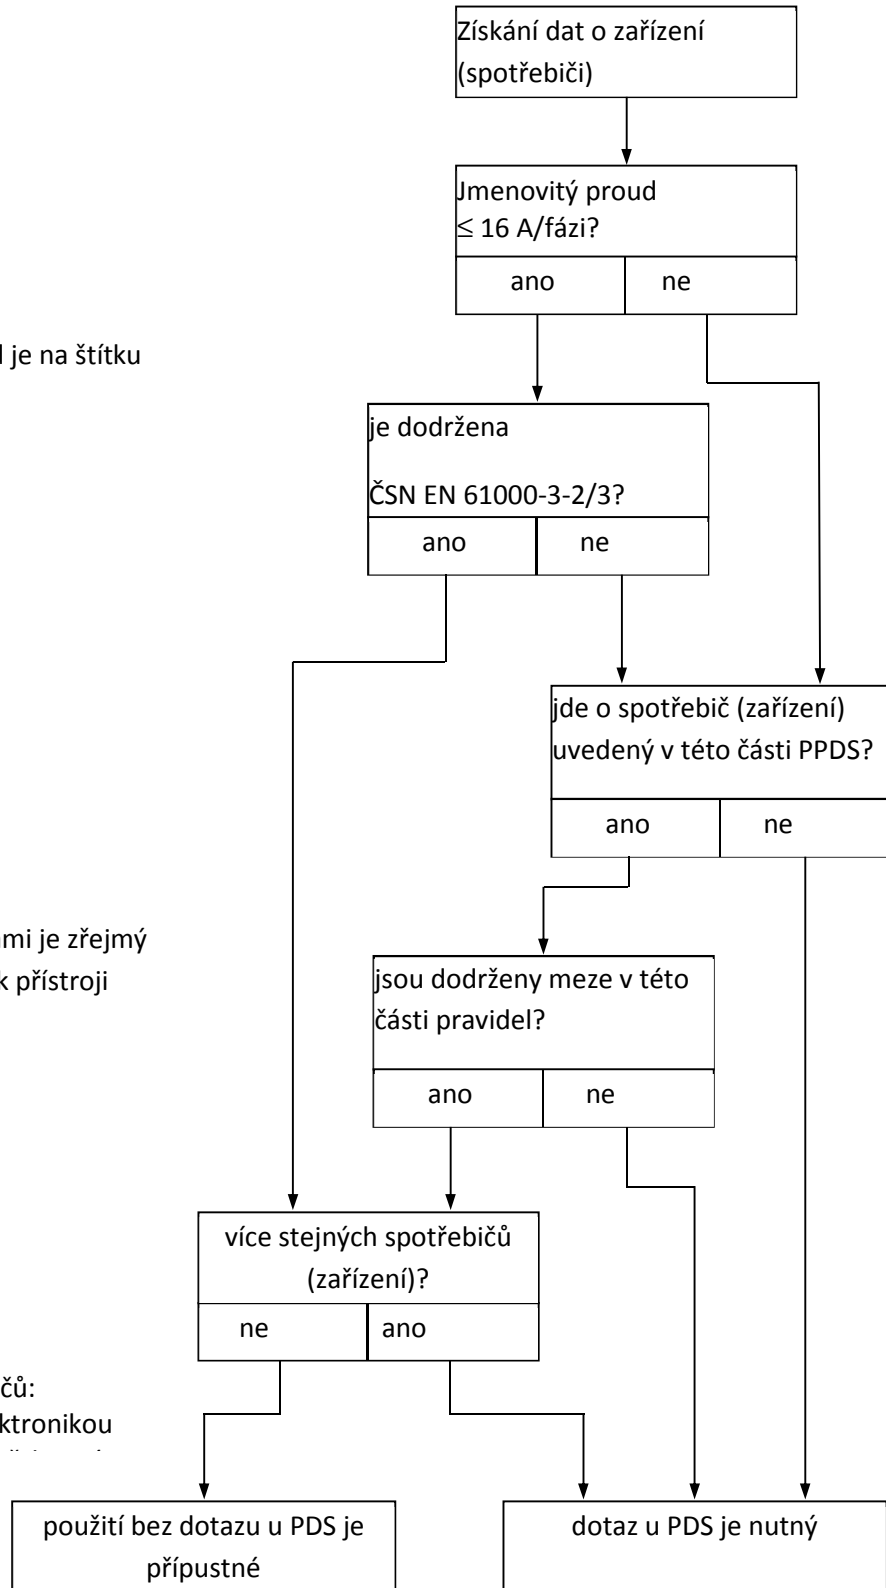 Získání dat o zařízení
(spotřebiči)
Jmenovitý proud
≤ 16 A/fázi?
ano ne
je na štítku
je dodržena
ČSN EN 61000-3-2/3?
ano ne
jde o spotřebič (zařízení)
uvedený v této části PPDS?
ano ne
je zřejmý
k přístroji
jsou dodrženy meze v této
části pravidel?
ano ne
více stejných spotřebičů
(zařízení)?
ne ano
čů:
ktronikou
použití bez dotazu u PDS je
přípustné
dotaz u PDS je nutný